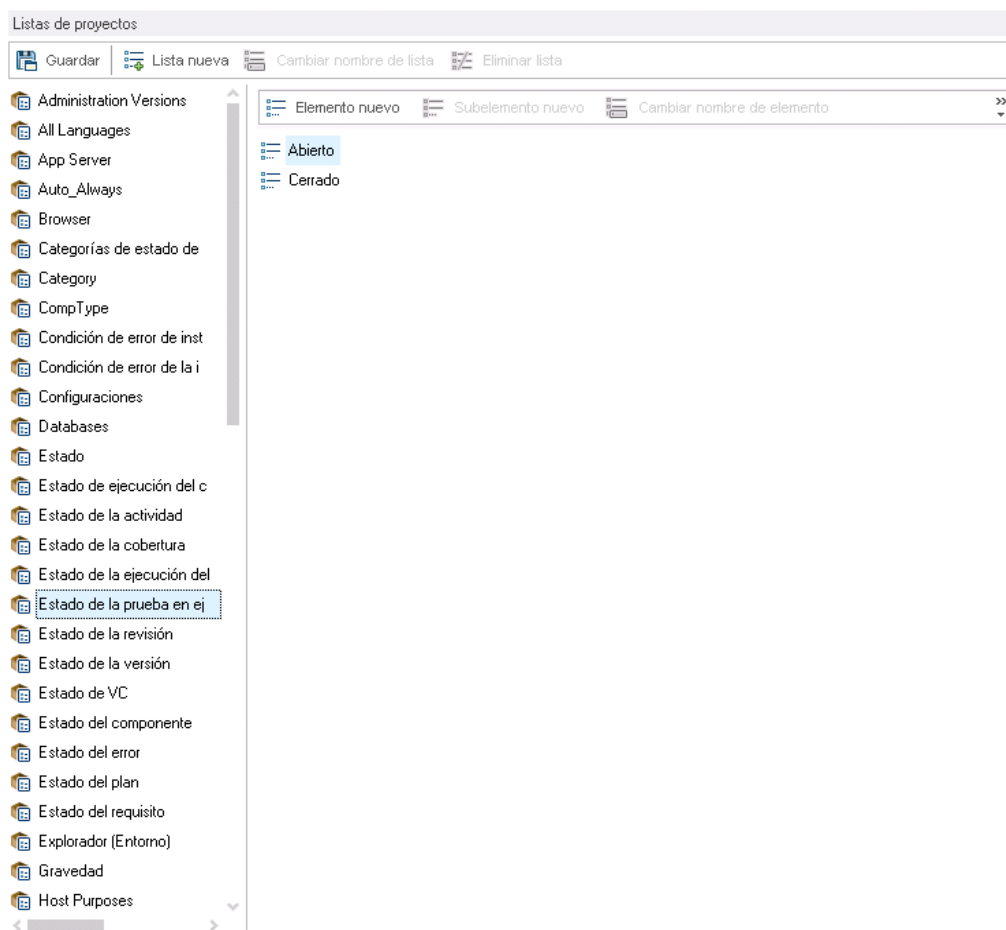 Listas de proyectos
Guardar Lista nueva Cambiar nombre de lista Eliminar lista
Administration Versions
All Languages
App Server
Auto_Always
Browser
Categorías de estado de
Category
CompType
Condición de error de inst
Condición de error de la i
Configuraciones
Databases
Estado
Estado de ejecución del c
Estado de la actividad
Estado de la cobertura
Estado de la ejecución del
Estado de la prueba en ej
Estado de la revisión
Estado de la versión
Estado de VC
Estado del componente
Estado del error
Estado del plan
Estado del requisito
Explorador (Entorno)
Gravedad
Host Purposes
Elemento nuevo Subelemento nuevo Cambiar nombre de elemento
Abierto
Cerrado